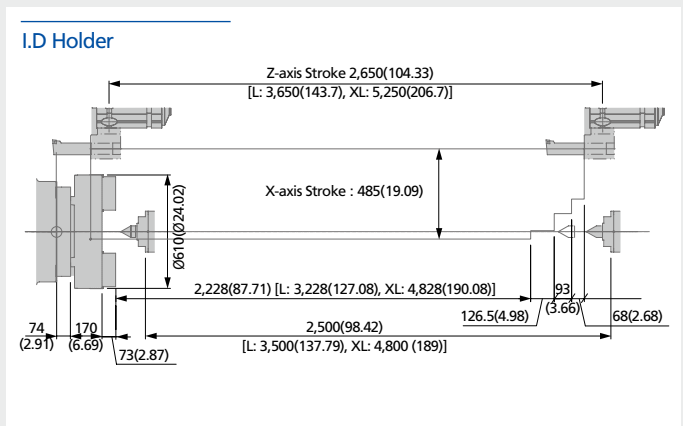 I.D Holder
Z-axis Stroke 2,650(104.33)
[L: 3,650(143.7), XL: 5,250(206.7)]
X-axis Stroke : 485(19.09)
Ø610(Ø24.02)
2,228(87.71) [L: 3,228(127.08), XL: 4,828(190.08)]
93
(3.66)
126.5(4.98)
68(2.68)
74
(2.91)
170
(6.69)
73(2.87)
2,500(98.42)
[L: 3,500(137.79), XL: 4,800 (189)]